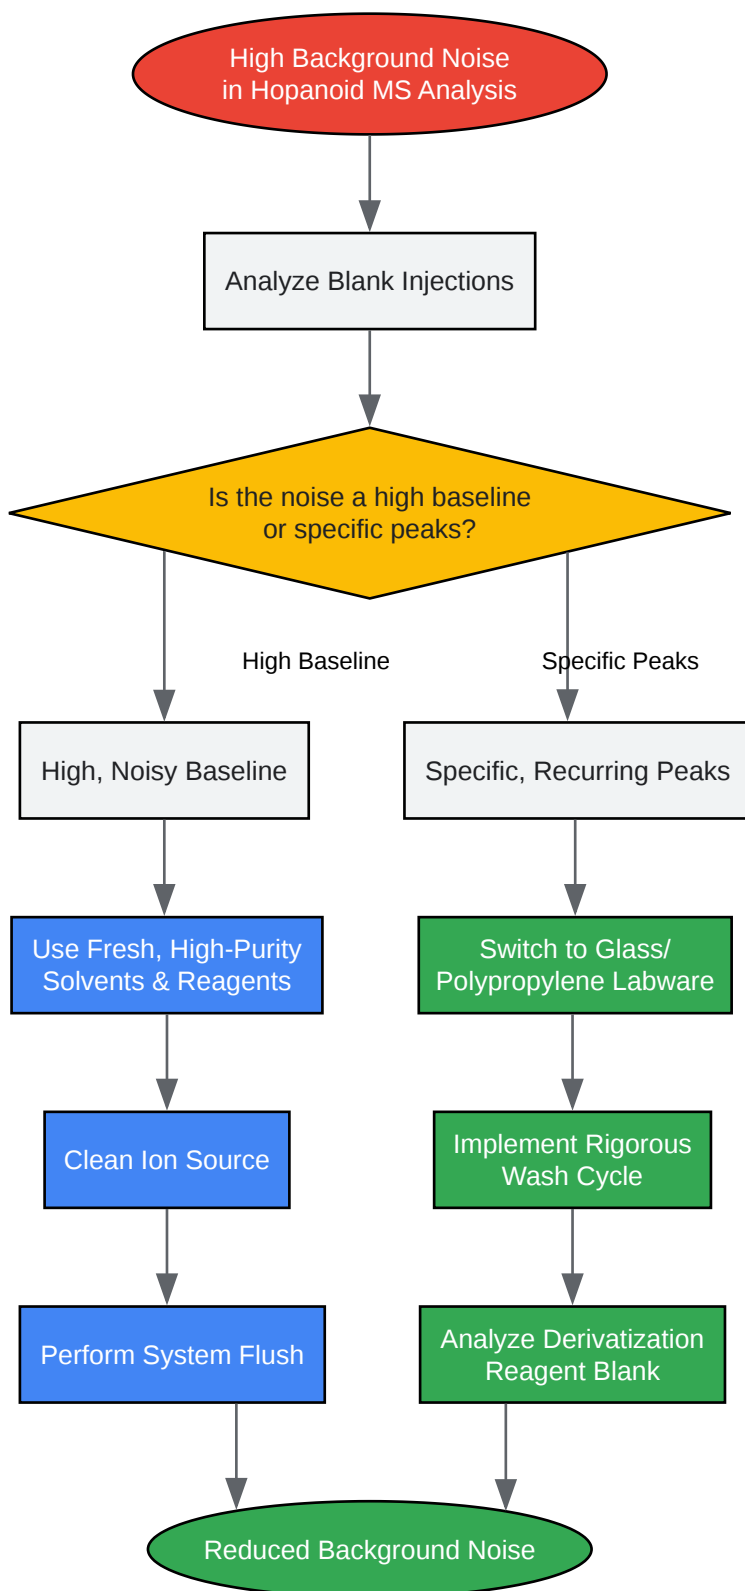 High Background Noise
in Hopanoid MS Analysis
Analyze Blank Injections
Is the noise a high baseline
or specific peaks?
High Baseline
Specific Peaks
High, Noisy Baseline
Specific, Recurring Peaks
Use Fresh, High-Purity
Solvents & Reagents
Switch to Glass/
Polypropylene Labware
Clean Ion Source
Implement Rigorous
Wash Cycle
Perform System Flush
Analyze Derivatization
Reagent Blank
Reduced Background Noise